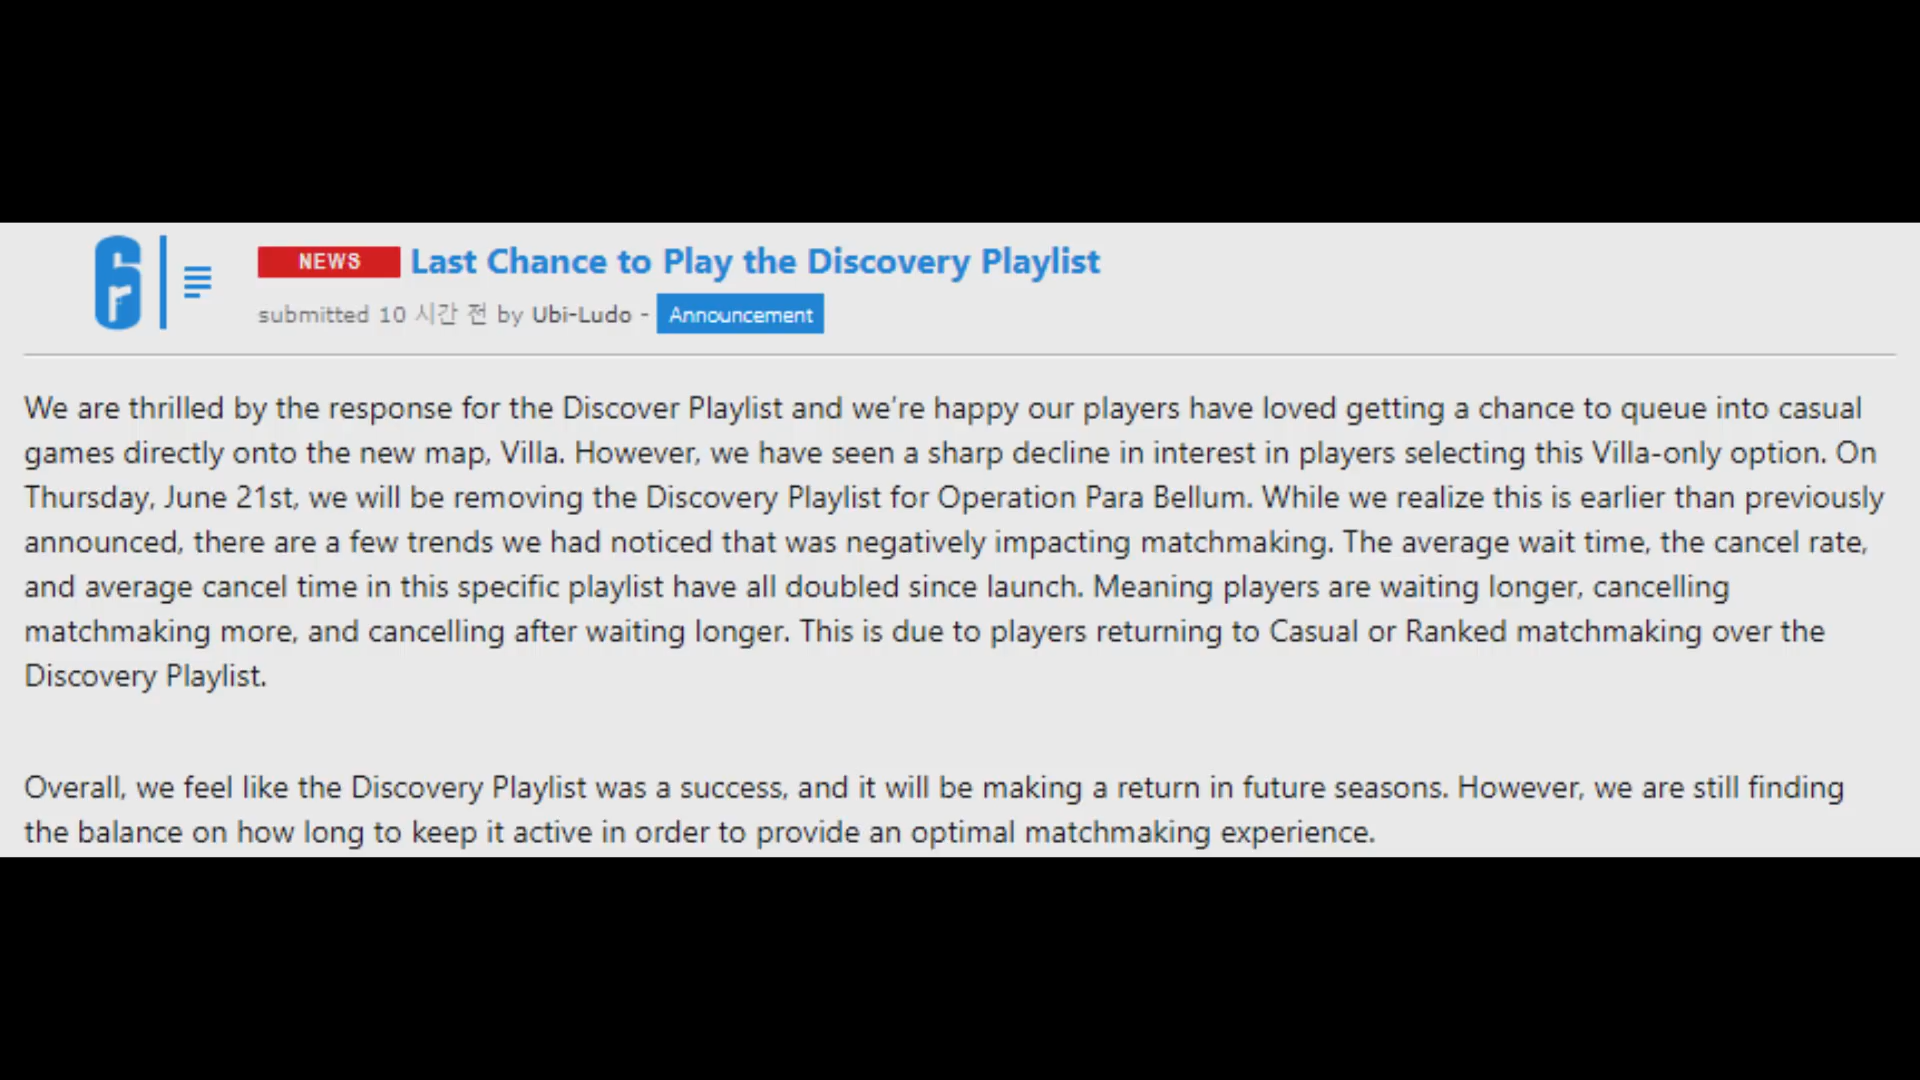 NEWS Last Chance to Play the Discovery Playlist
submitted 10 시간 전 by Ubi-Ludo - Announcement
We are thrilled by the response for the Discover Playlist and we're happy our players have loved getting a chance to queue into casual
games directly onto the new map, Villa. However, we have seen a sharp decline in interest in players selecting this Villa-only option. On
Thursday, June 21st, we will be removing the Discovery Playlist for Operation Para Bellum. While we realize this is earlier than previously
announced, there are a few trends we had noticed that was negatively impacting matchmaking. The average wait time, the cancel rate,
and average cancel time in this specific playlist have all doubled since launch. Meaning players are waiting longer, cancelling
matchmaking more, and cancelling after waiting longer. This is due to players returning to Casual or Ranked matchmaking over the
Discovery Playlist.
Overall, we feel like the Discovery Playlist was a success, and it will be making a return in future seasons. However, we are still finding
the balance on how long to keep it active in order to provide an optimal matchmaking experience.